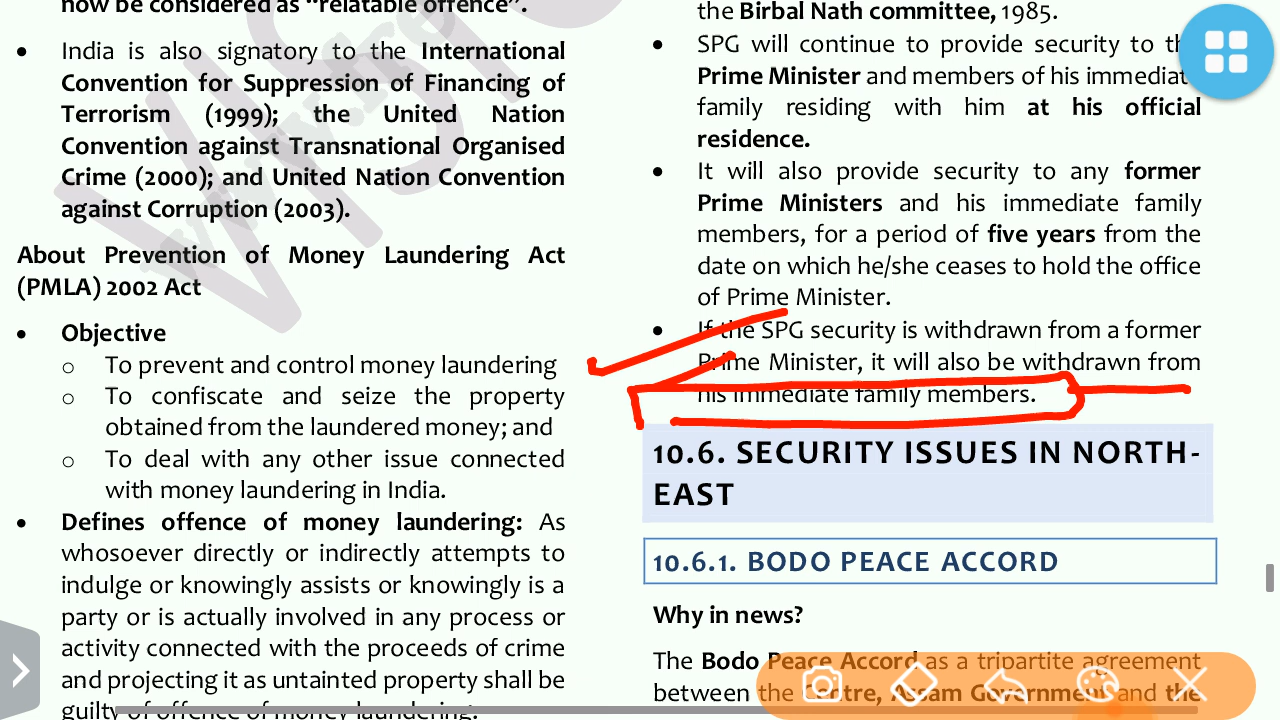 now be considered as “relatable offence”.
• India is also signatory to the International
Convention for Suppression of Financing of
Terrorism (1999); the United Nation
Convention against Transnational Organised
Crime (2000); and United Nation Convention
against Corruption (2003).
About Prevention of Money Laundering Act
(PMLA) 2002 Act
• Objective
o To prevent and control money laundering
o To confiscate and seize the property
obtained from the laundered money; and
o To deal with any other issue connected
with money laundering in India.
• Defines offence of money laundering: As
whosoever directly or indirectly attempts to
indulge or knowingly assists or knowingly is a
party or is actually involved in any process or
activity connected with the proceeds of crime
and projecting it as untainted property shall be
guilty of offence of money laundering.
the Birbal Nath committee, 1985.
• SPG will continue to provide security to the
Prime Minister and members of his immediate
family residing with him at his official
residence.
• It will also provide security to any former
Prime Ministers and his immediate family
members, for a period of five years from the
date on which he/she ceases to hold the office
of Prime Minister.
• If the SPG security is withdrawn from a former
Prime Minister, it will also be withdrawn from
his immediate family members.
10.6. SECURITY ISSUES IN NORTH-
EAST
10.6.1. BODO PEACE ACCORD
Why in news?
The Bodo Peace Accord as a tripartite agreement
between the Centre, Assam Government and the